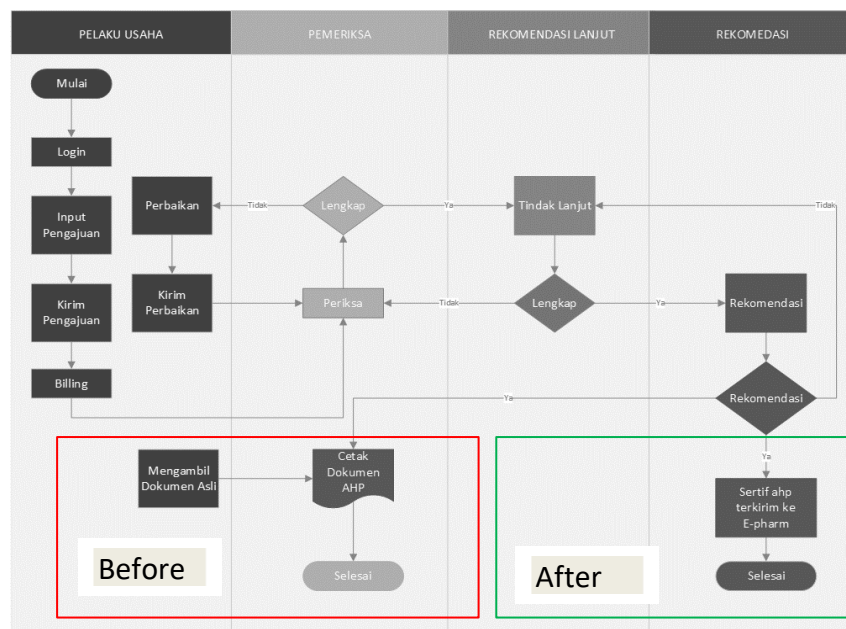 PELAKU USAHA
PEMERIKSA
REKOMENDASI LANJUT
REKOMEDASI
Mulai
Login
Input
Pengajuan
Kirim
Pengajuan
Billing
Perbaikan
Kirim
Perbaikan
Tidak
Lengkap
Ya
Periksa
Tindak Lanjut
Tidak
Tidak
Lengkap
Ya
Rekomendasi
Rekomendasi
Ya
Ya
Mengambil
Dokumen Asli
Cetak
Dokumen
AHP
Selesai
Before
Sertif ahp
terkirim ke
E-pharm
Selesai
After